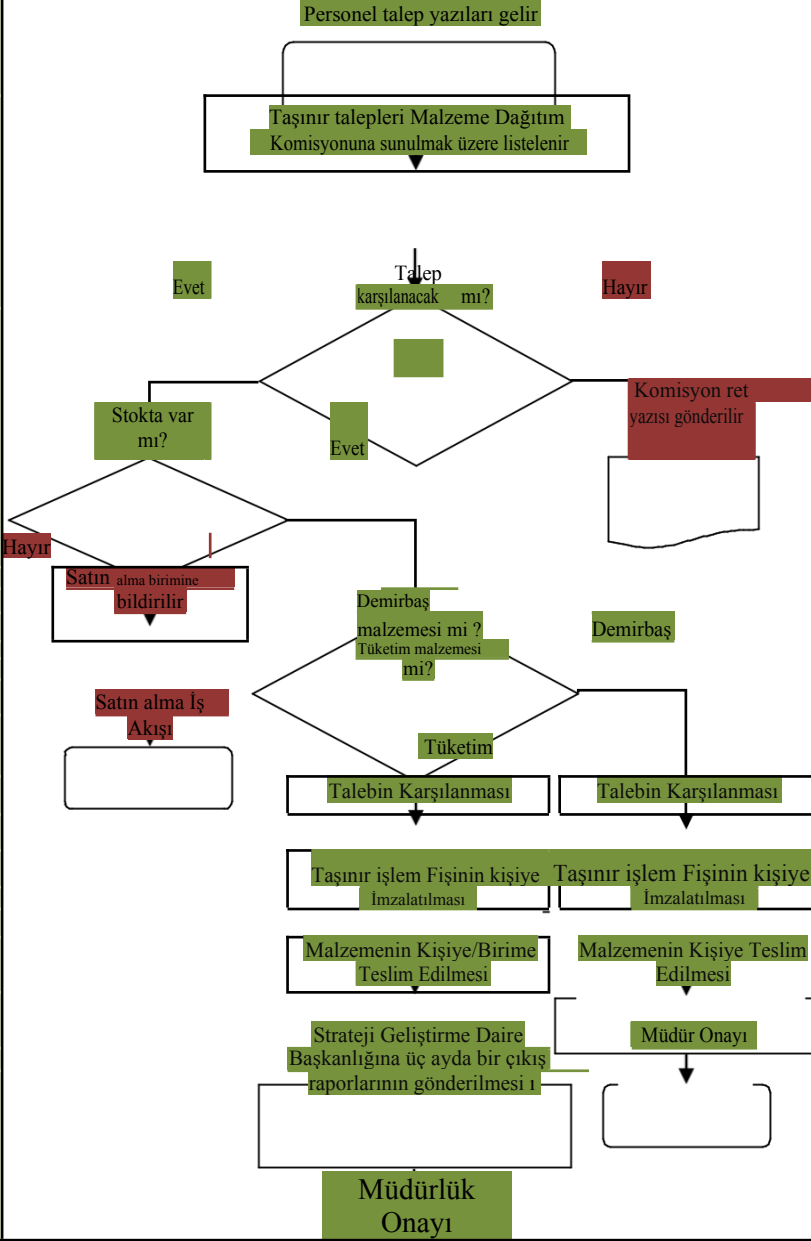 Personel talep yazıları gelir
Taşınır talepleri Malzeme Dağıtım
Komisyonuna sunulmak üzere listelenir
Evet
Talep
karşılanacak mı?
Hayır
Komisyon ret
yazısı gönderilir
Stokta var
mı?
Evet
Hayır
Satın alma birimine
bildirilir
Demirbaş
malzemesi mi ?
Tüketim malzemesi
mi?
Demirbaş
Satın alma İş
Akışı
Tüketim
Talebin Karşılanması
Talebin Karşılanması
Taşınır işlem Fişinin kişiye
İmzalatılması
Taşınır işlem Fişinin kişiye
İmzalatılması
Malzemenin Kişiye/Birime
Teslim Edilmesi
Malzemenin Kişiye Teslim
Edilmesi
Strateji Geliştirme Daire
Başkanlığına üç ayda bir çıkış
raporlarının gönderilmesi ı
Müdür Onayı
Müdürlük
Onayı